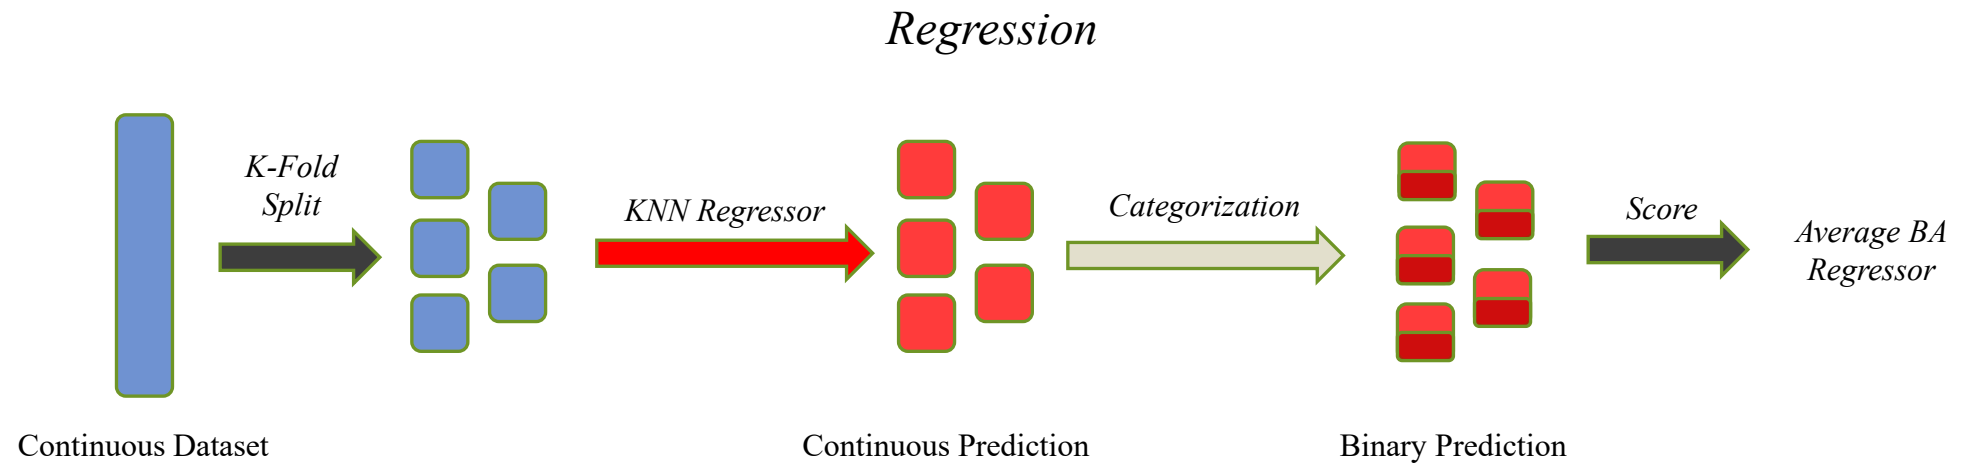 Regression
K-Fold
Split
KNN Regressor
Categorization
Score
Average BA
Regressor
Continuous Dataset
Continuous Prediction
Binary Prediction